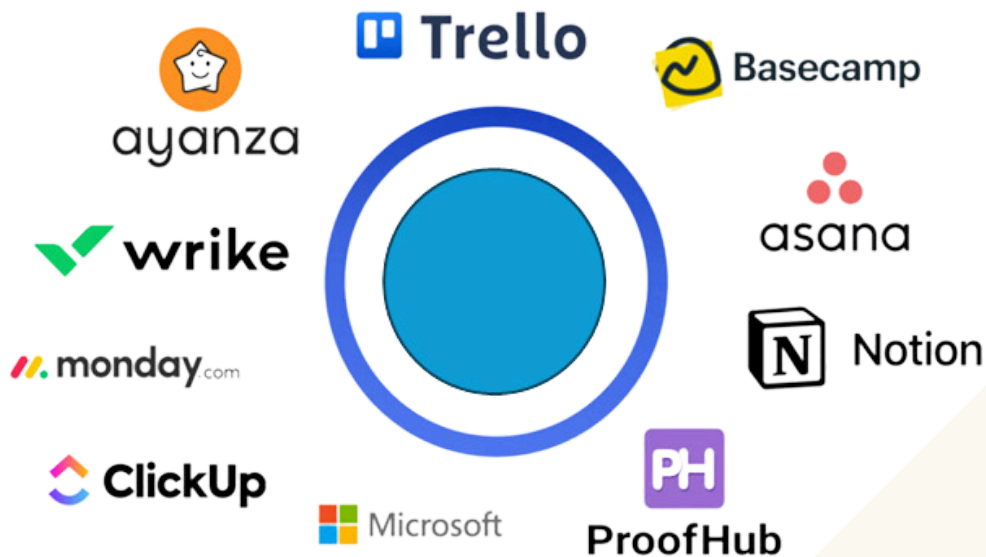 Trello
Basecamp
ayanza
asana
wrike
N Notion
monday.com
ClickUp
PH
Microsoft
ProofHub